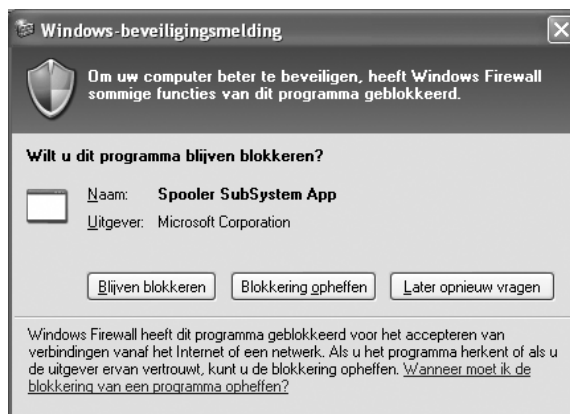 Windows-beveiligingsmelding
Om uw computer beter te beveiligen, heeft Windows Firewall
sommige functies van dit programma geblokkeerd.
Wilt u dit programma blijven blokkeren?
Naam: Spooler SubSystem App
Uitgever: Microsoft Corporation
Blijven blokkeren Blokkering opheffen Later opnieuw vragen
Windows Firewall heeft dit programma geblokkeerd voor het accepteren van
verbindingen vanaf het Internet of een netwerk. Als u het programma herkent of als u
de uitgever ervan vertrouwt, kunt u de blokkering opheffen. Wanneer moet ik de
blokkering van een programma opheffen?